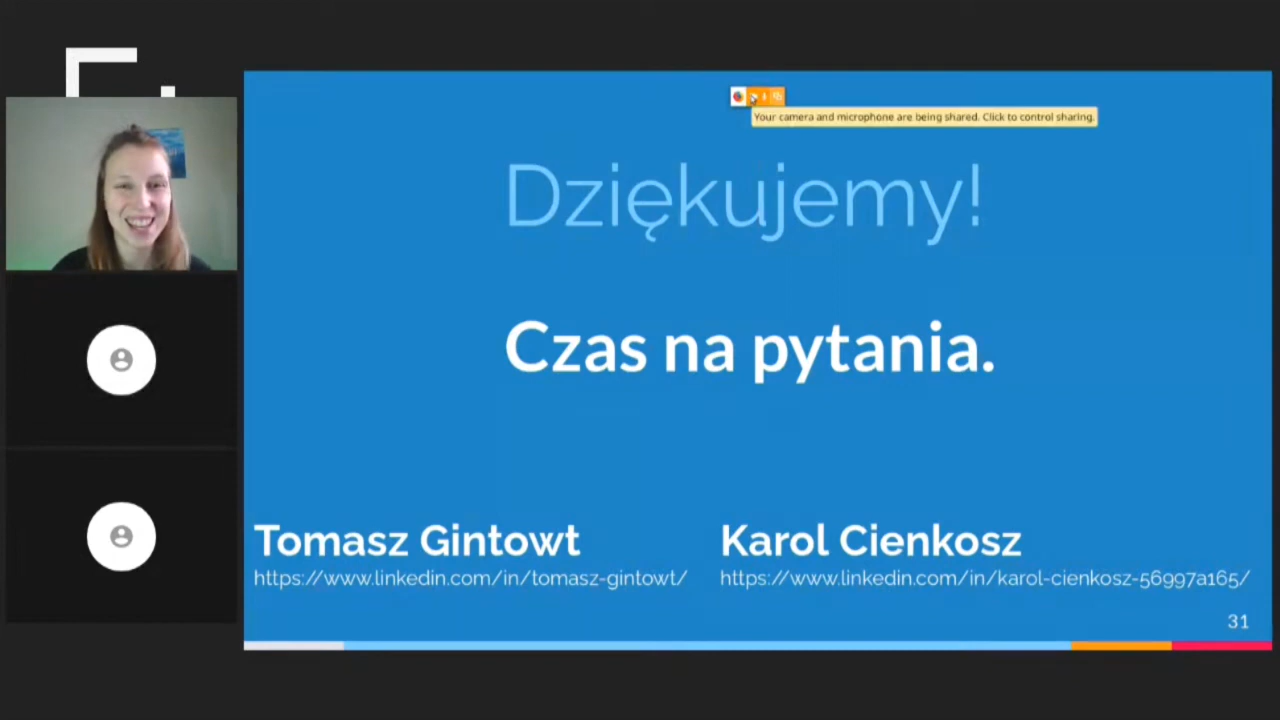 Your camera and microphone are being shared. Click to control sharing.
Dziękujemy!
Czas na pytania.
Tomasz Gintowt
https://www.linkedin.com/in/tomasz-gintowt/
Karol Cienkosz
https://www.linkedin.com/in/karol-cienkosz-56997a165/
31